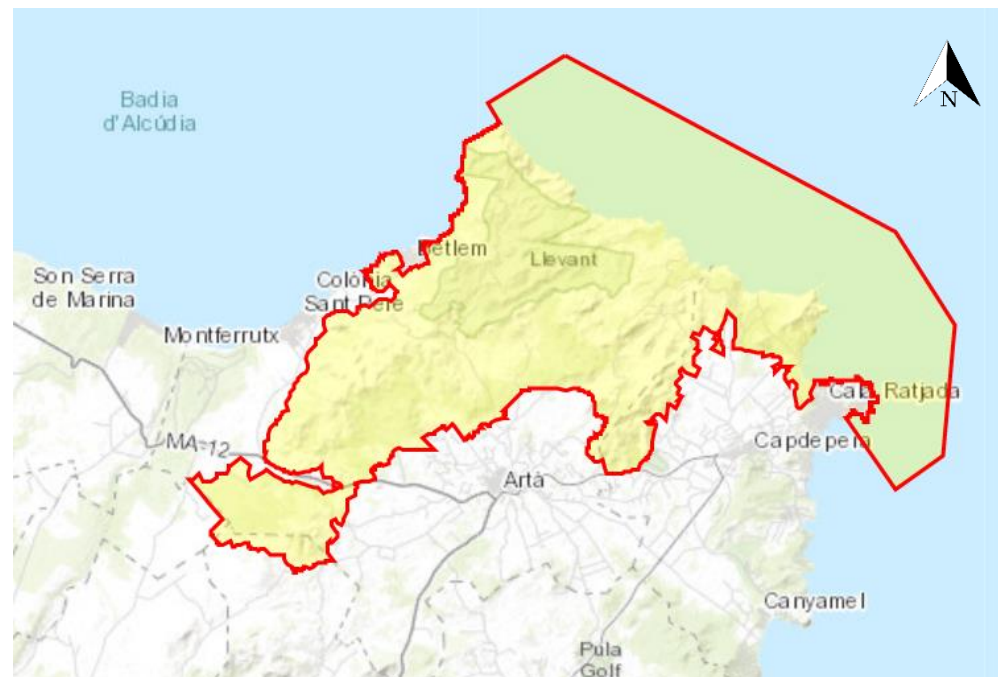 Badia
d'Alcúdia
N
Betlem
Llevant
Son Serra
de Marina
Colònia
Sant Pere
Montferrutx
Cala Ratjada
MA-12
Capdepera
Artà
Canyamel
Pula
Golf